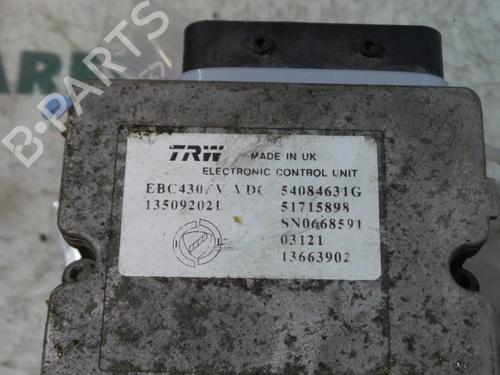 B-PARTS
TRW MADE IN UK
ELECTRONIC CONTROL UNIT
54084631G
51715898
SN0668591
03121
13663902